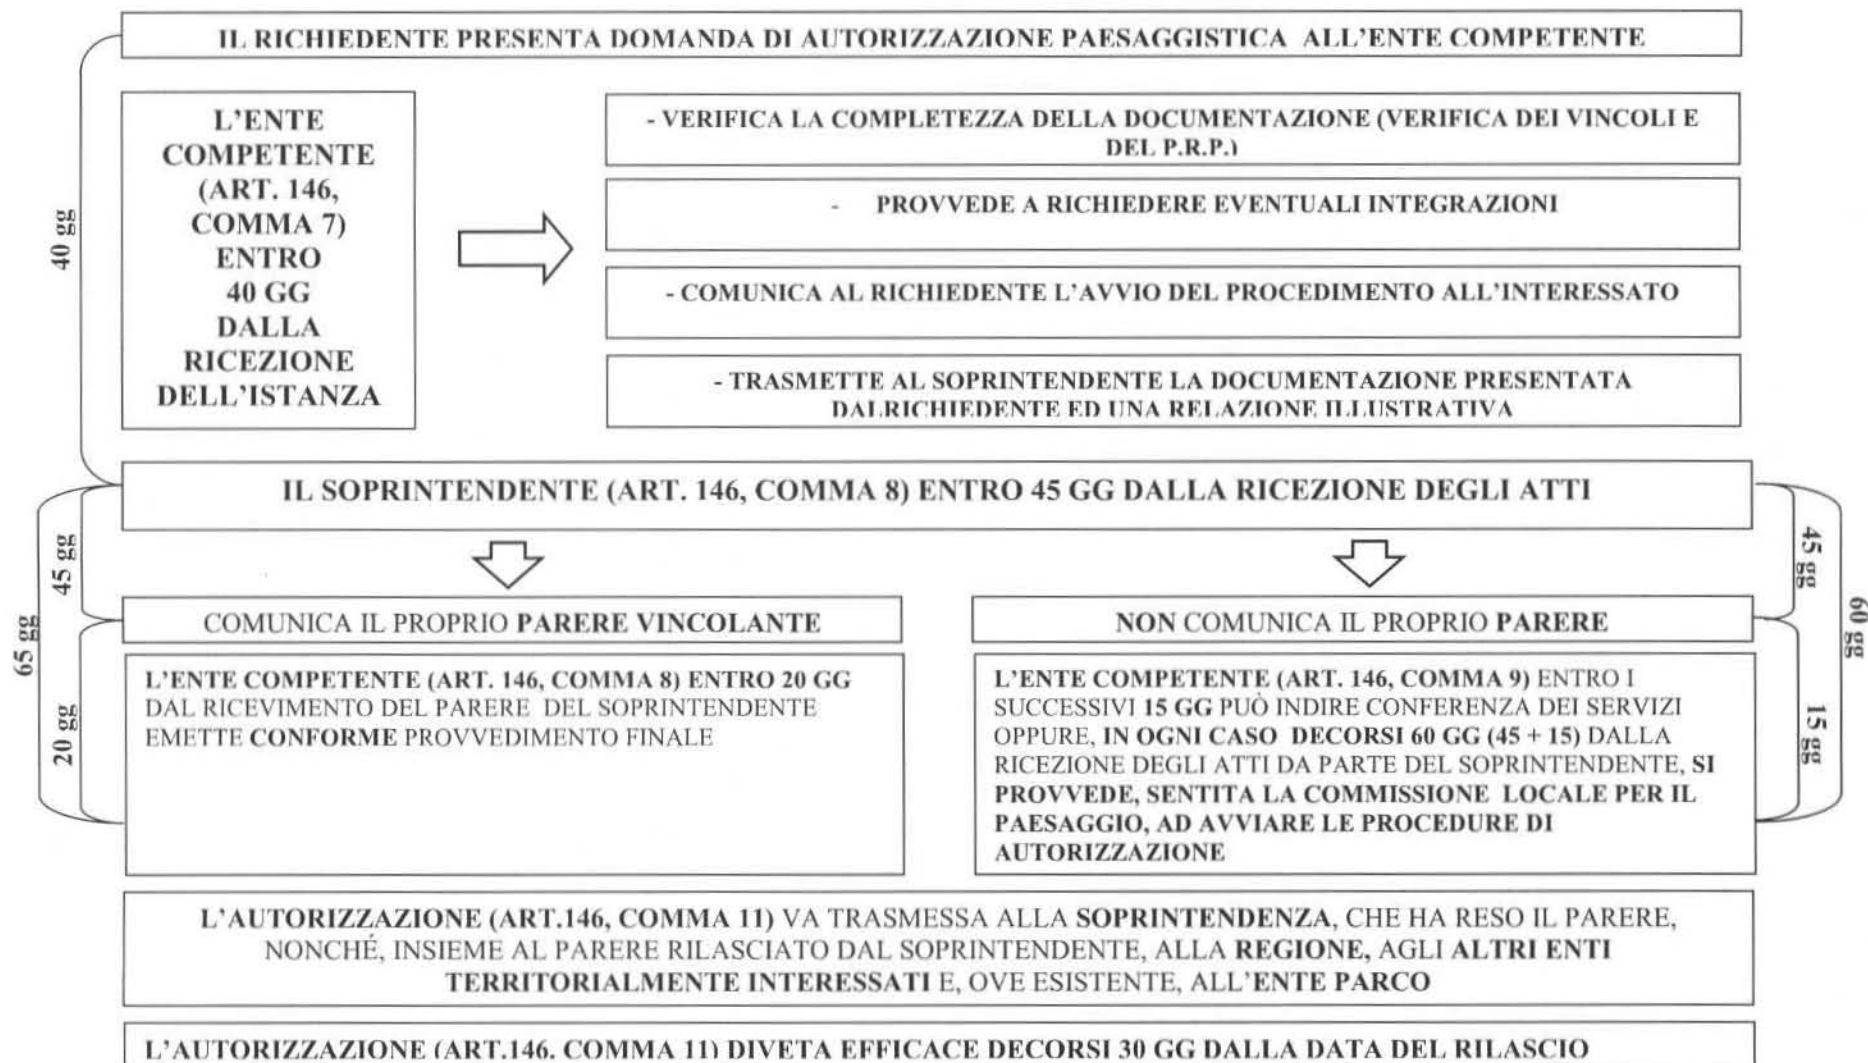 IL RICHIEDENTE PRESENTA DOMANDA DI AUTORIZZAZIONE PAESAGGISTICA ALL'ENTE COMPETENTE
L'ENTE
COMPETENTE
(ART. 146,
COMMA 7)
ENTRO
40 GG
DALLA
RICEZIONE
DELL'ISTANZA
- VERIFICA LA COMPLETEZZA DELLA DOCUMENTAZIONE (VERIFICA DEI VINCOLI E
DEL P.R.P.)
- PROVVEDE A RICHIEDERE EVENTUALI INTEGRAZIONI
- COMUNICA AL RICHIEDENTE L'AVVIO DEL PROCEDIMENTO ALL'INTERESSATO
- TRASMETTE AL SOPRINTENDENTE LA DOCUMENTAZIONE PRESENTATA
DALRICHIEDENTE ED UNA RELAZIONE ILLUSTRATIVA
40 gg
IL SOPRINTENDENTE (ART. 146, COMMA 8) ENTRO 45 GG DALLA RICEZIONE DEGLI ATTI
65 gg
45 gg
20 gg
COMUNICA IL PROPRIO PARERE VINCOLANTE
L'ENTE COMPETENTE (ART. 146, COMMA 8) ENTRO 20 GG
DAL RICEVIMENTO DEL PARERE DEL SOPRINTENDENTE
EMETTE CONFORME PROVVEDIMENTO FINALE
NON COMUNICA IL PROPRIO PARERE
L'ENTE COMPETENTE (ART. 146, COMMA 9) ENTRO I
SUCCESSIVI 15 GG PUÒ INDIRE CONFERENZA DEI SERVIZI
OPPURE, IN OGNI CASO DECORSI 60 GG (45 + 15) DALLA
RICEZIONE DEGLI ATTI DA PARTE DEL SOPRINTENDENTE, SI
PROVVEDE, SENTITA LA COMMISSIONE LOCALE PER IL
PAESAGGIO, AD AVVIARE LE PROCEDURE DI
AUTORIZZAZIONE
45 gg
15 gg
60 gg
L'AUTORIZZAZIONE (ART.146, COMMA 11) VA TRASMESSA ALLA SOPRINTENDENZA, CHE HA RESO IL PARERE,
NONCHÉ, INSIEME AL PARERE RILASCIATO DAL SOPRINTENDENTE, ALLA REGIONE, AGLI ALTRI ENTI
TERRITORIALMENTE INTERESSATI E, OVE ESISTENTE, ALL'ENTE PARCO
L'AUTORIZZAZIONE (ART.146. COMMA 11) DIVETA EFFICACE DECORSI 30 GG DALLA DATA DEL RILASCIO